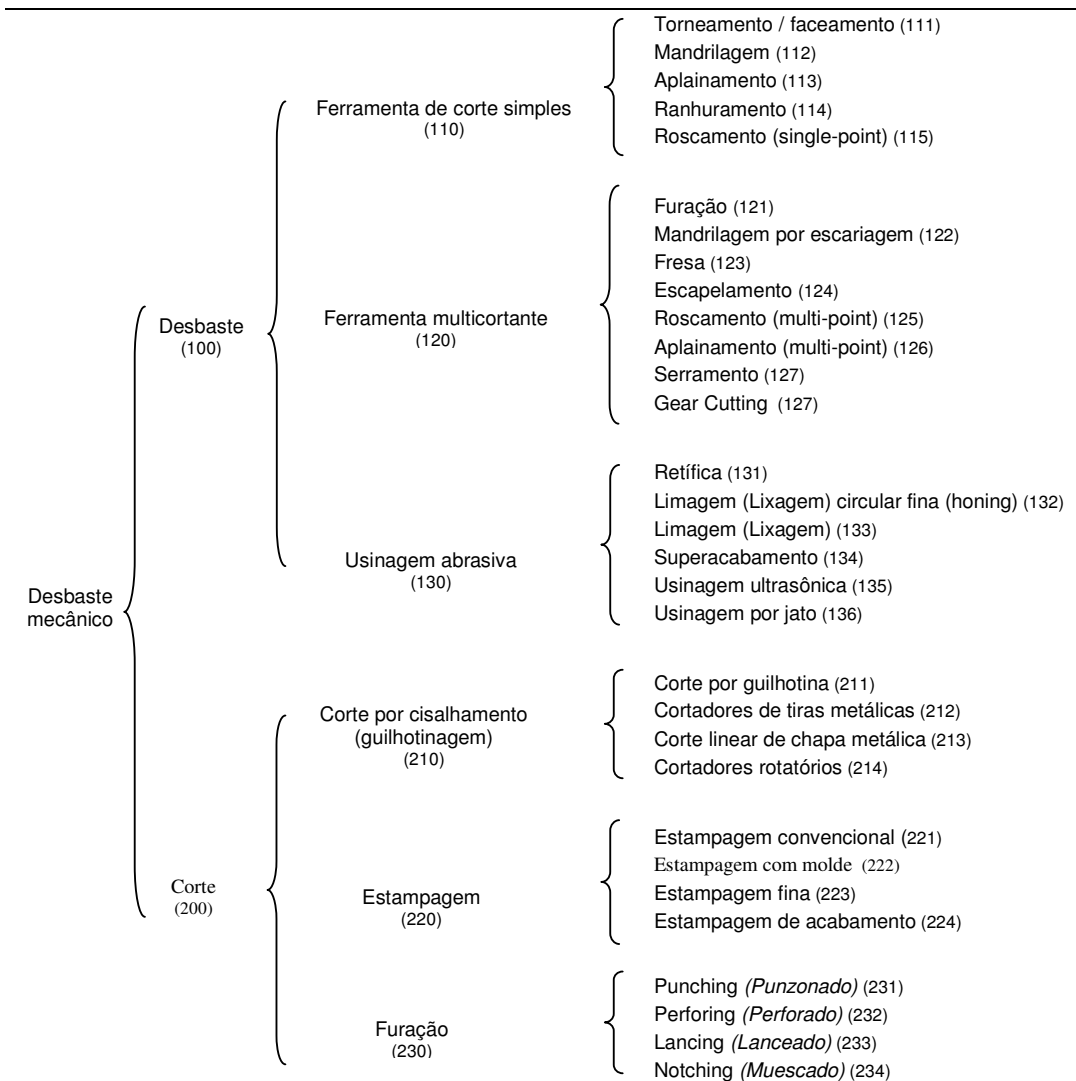 Desbaste
mecânico
Desbaste
(100)
Ferramenta de corte simples
(110)
Torneamento / faceamento (111)
Mandrilagem (112)
Aplainamento (113)
Ranhuramento (114)
Roscamento (single-point) (115)
Ferramenta multicortante
(120)
Furação (121)
Mandrilagem por escariagem (122)
Fresa (123)
Escapelamento (124)
Roscamento (multi-point) (125)
Aplainamento (multi-point) (126)
Serramento (127)
Gear Cutting (127)
Usinagem abrasiva
(130)
Retífica (131)
Limagem (Lixagem) circular fina (honing) (132)
Limagem (Lixagem) (133)
Superacabamento (134)
Usinagem ultrasônica (135)
Usinagem por jato (136)
Corte
(200)
Corte por cisalhamento
(guilhotinagem)
(210)
Corte por guilhotina (211)
Cortadores de tiras metálicas (212)
Corte linear de chapa metálica (213)
Cortadores rotatórios (214)
Estampagem
(220)
Estampagem convencional (221)
Estampagem com molde (222)
Estampagem fina (223)
Estampagem de acabamento (224)
Furação
(230)
Punching (Punzonado) (231)
Perforing (Perforado) (232)
Lancing (Lanceado) (233)
Notching (Muescado) (234)